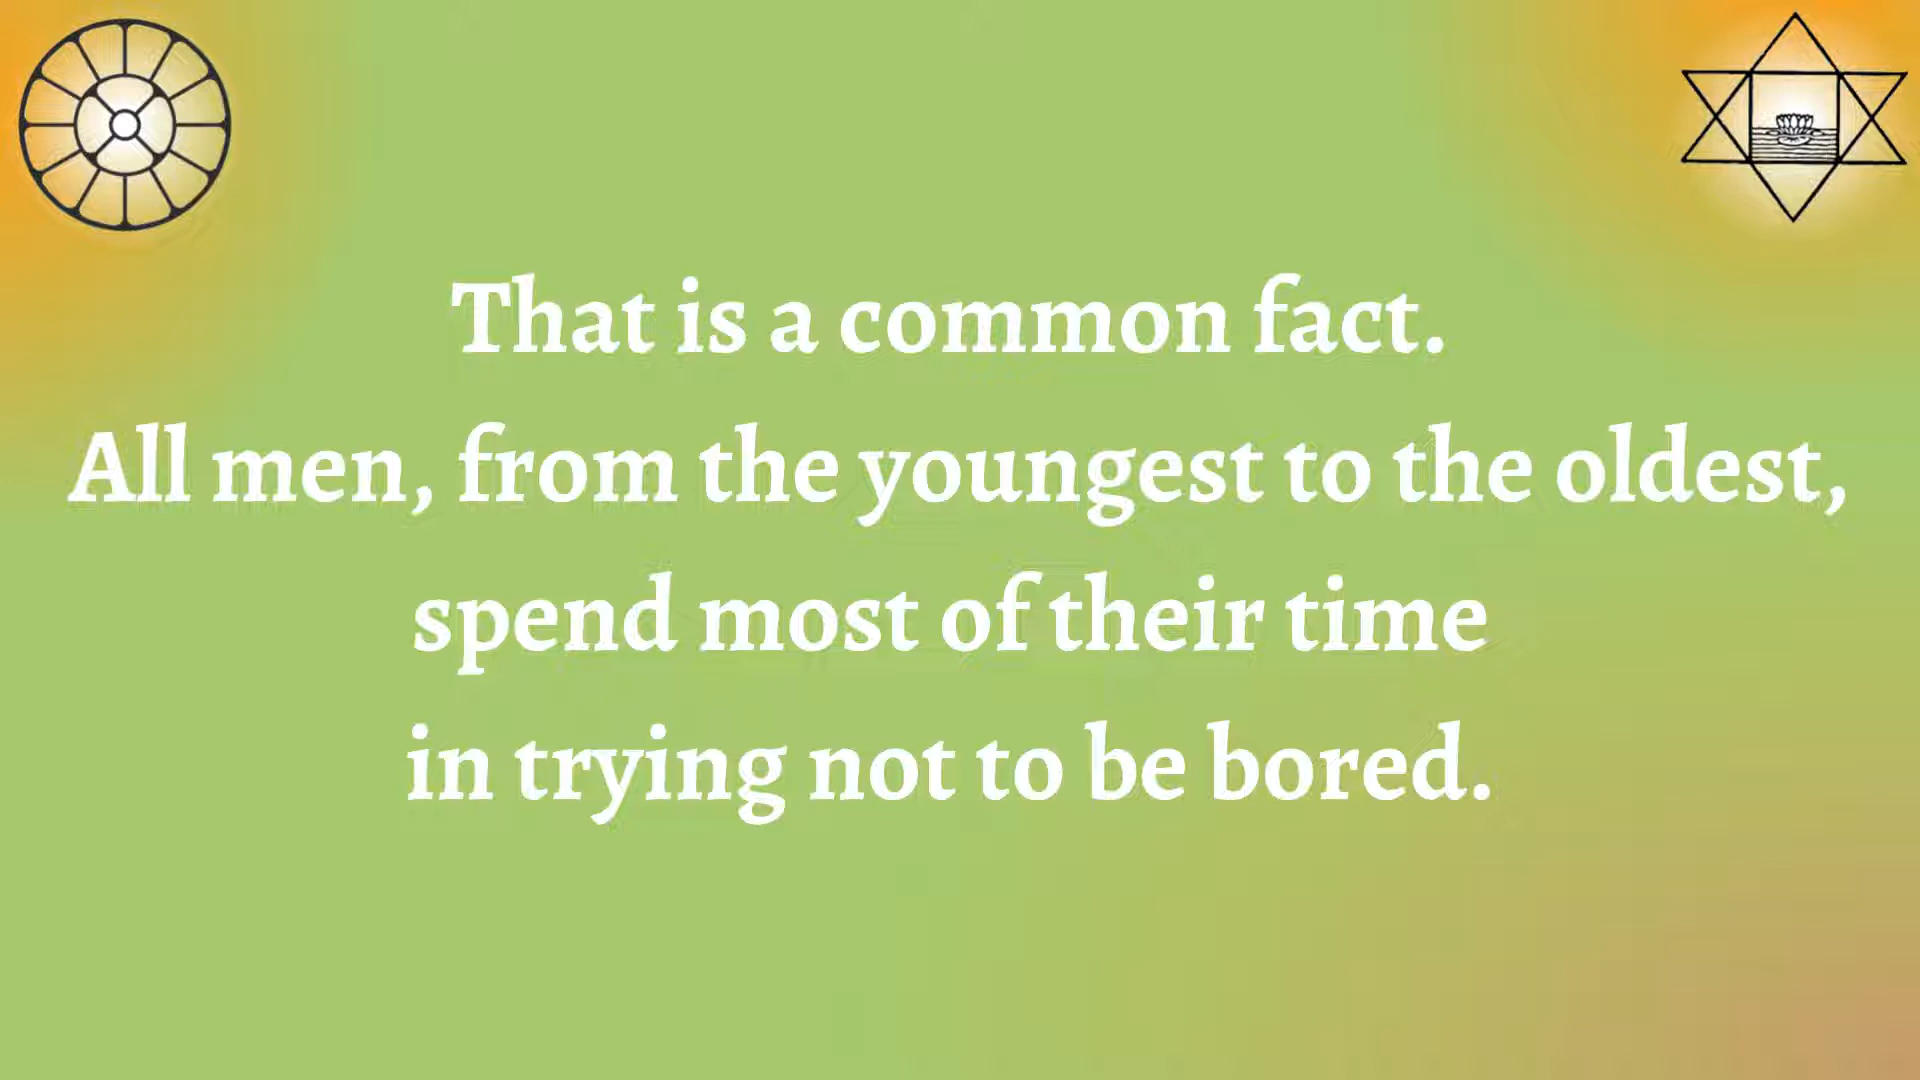 That is a common fact.
All men, from the youngest to the oldest,
spend most of their time
in trying not to be bored.